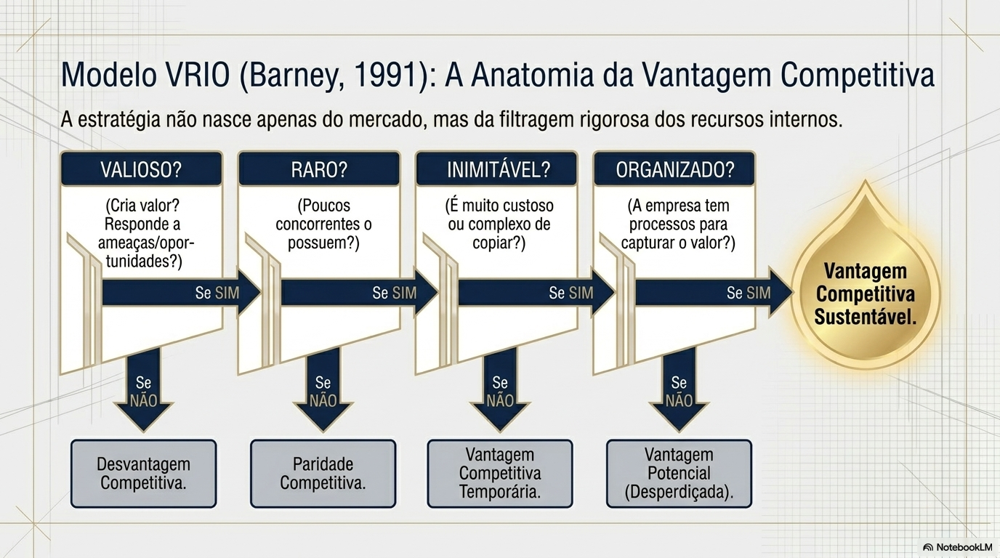 Modelo VRIO (Barney, 1991): A Anatomia da Vantagem Competitiva
A estratégia não nasce apenas do mercado, mas da filtragem rigorosa dos recursos internos.
VALIOSO?
(Cria valor?
Responde a
ameaças/opor-
tunidades?)
Se SIM
Se
NÃO
Desvantagem
Competitiva.
RARO?
(Poucos
concorrentes o
possuem?)
Se SIM
Se
NÃO
Paridade
Competitiva.
INIMITÁVEL?
(É muito custoso
ou complexo de
copiar?)
Se SIM
Se
NÃO
Vantagem
Competitiva
Temporária.
ORGANIZADO?
(A empresa tem
processos para
capturar o valor?)
Se SIM
Se
NÃO
Vantagem
Potencial
(Desperdiçada).
Vantagem
Competitiva
Sustentável.
NotebookLM